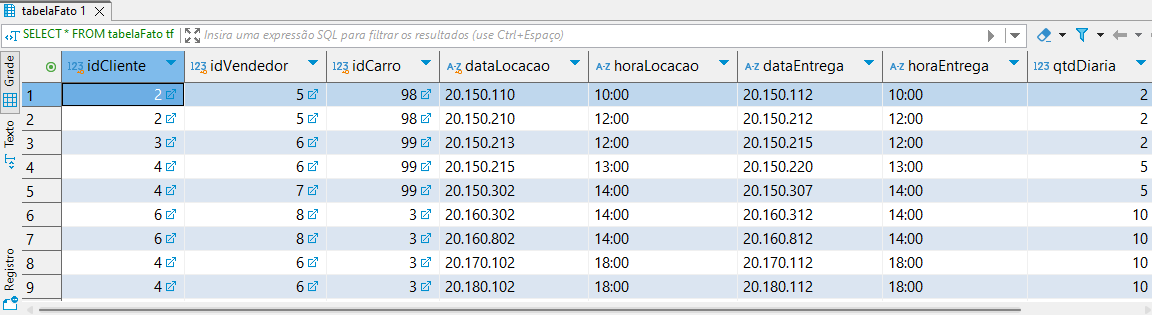 tabelaFato 1
SELECT * FROM tabelaFato tf Insira uma expressão SQL para filtrar os resultados (use Ctrl+Espaço)
Grade
Texto
Registro
123 idCliente 123 idVendedor 123 idCarro A-Z dataLocacao A-Z horaLocacao A-Z dataEntrega A-Z horaEntrega 123 qtdDiaria
1 2 5 98 20.150.110 10:00 20.150.112 10:00 2
2 2 5 98 20.150.210 12:00 20.150.212 12:00 2
3 3 6 99 20.150.213 12:00 20.150.215 12:00 2
4 4 6 99 20.150.215 13:00 20.150.220 13:00 5
5 4 7 99 20.150.302 14:00 20.150.307 14:00 5
6 6 8 3 20.160.302 14:00 20.160.312 14:00 10
7 6 8 3 20.160.802 14:00 20.160.812 14:00 10
8 4 6 3 20.170.102 18:00 20.170.112 18:00 10
9 4 6 3 20.180.102 18:00 20.180.112 18:00 10